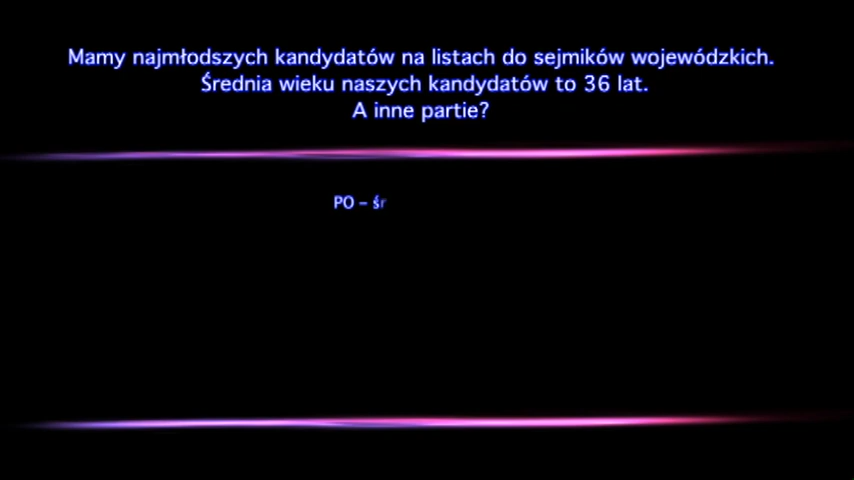 Mamy najmłodszych kandydatów na listach do sejmików wojewódzkich.
Średnia wieku naszych kandydatów to 36 lat.
A inne partie?
PO – śr